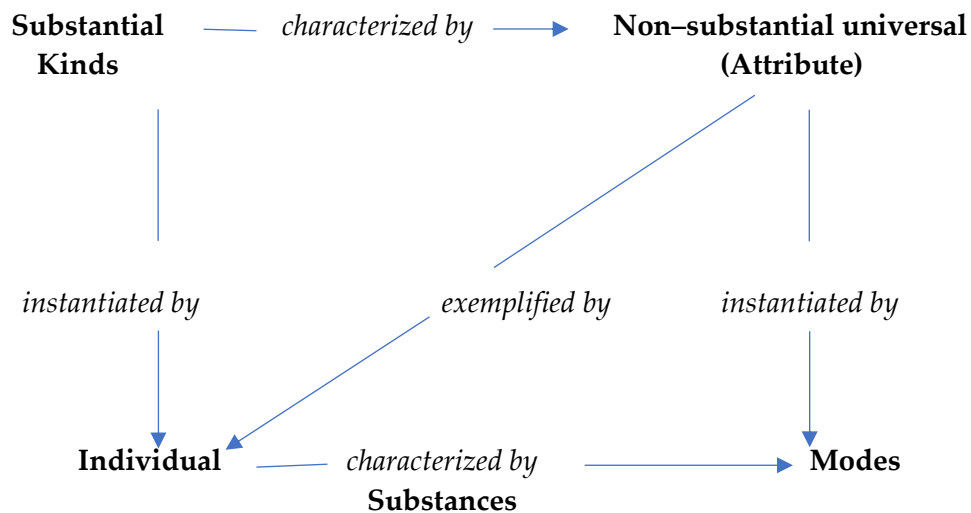 Substantial characterized by Non–substantial universal
Kinds (Attribute)
instantiated by exemplified by instantiated by
Individual characterized by Modes
Substances